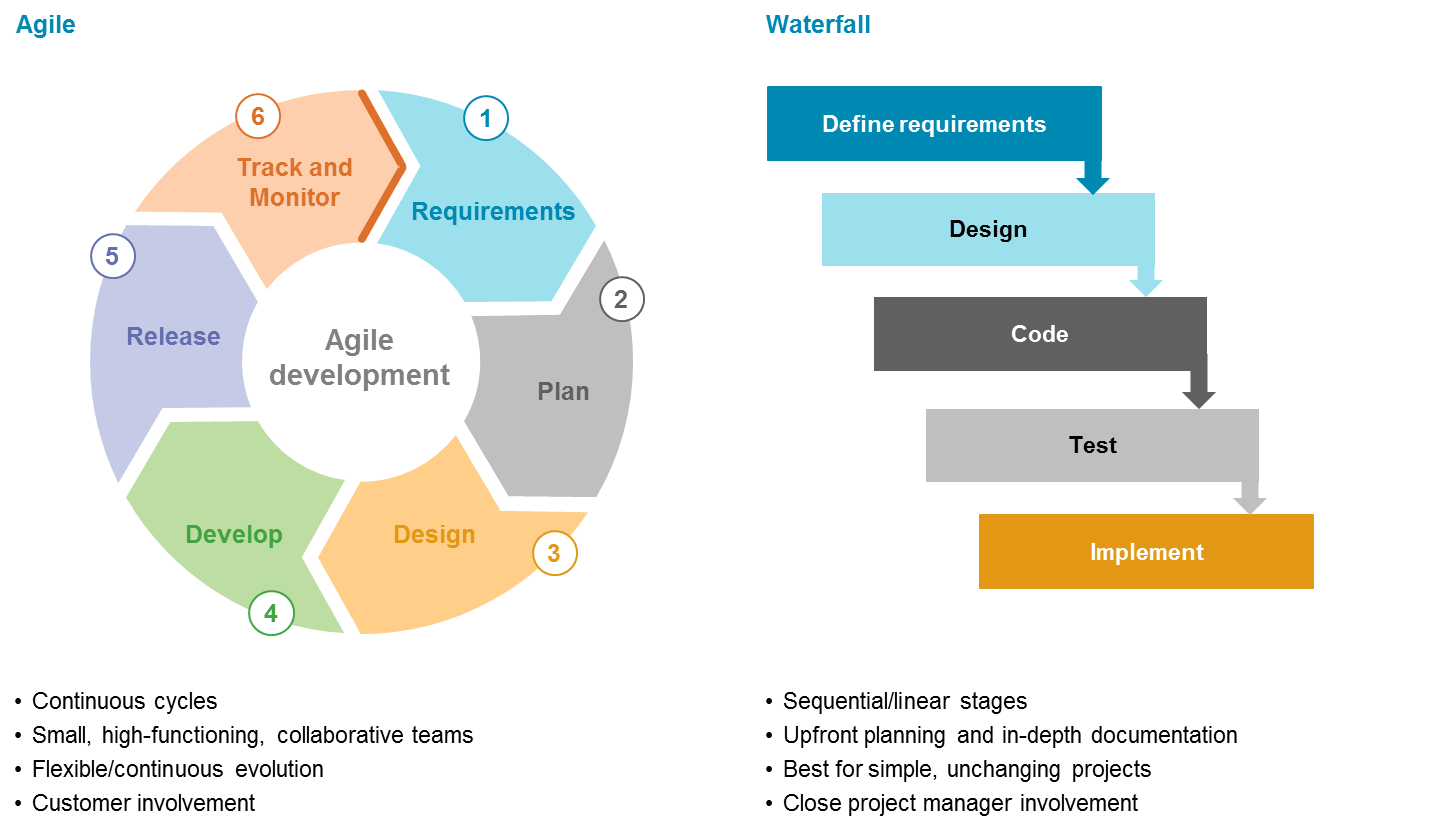 Agile
6
1
Track and
Monitor
Requirements
5
2
Release
Agile
development
Plan
Develop
Design
3
4
• Continuous cycles
• Small, high-functioning, collaborative teams
• Flexible/continuous evolution
• Customer involvement
Waterfall
Define requirements
Design
Code
Test
Implement
• Sequential/linear stages
• Upfront planning and in-depth documentation
• Best for simple, unchanging projects
• Close project manager involvement